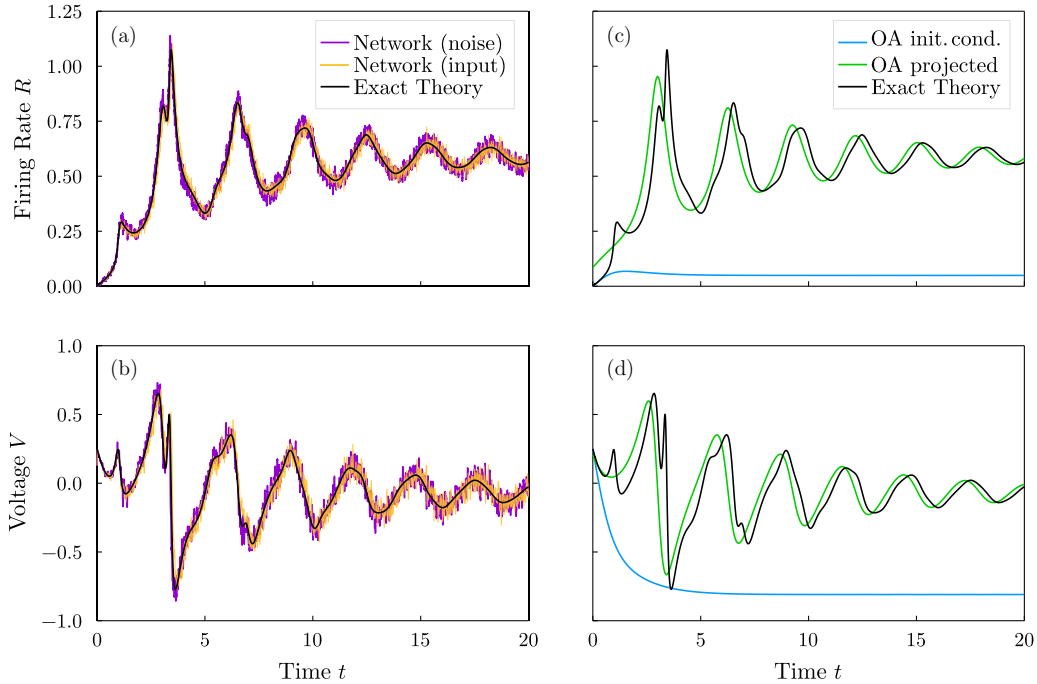 (a)
Network (noise)
Network (input)
Exact Theory
Firing Rate R
1.25
1.00
0.75
0.50
0.25
0.00
(c)
OA init. cond.
OA projected
Exact Theory
(b)
Voltage V
1.0
0.5
0.0
−0.5
−1.0
0
5
10
15
20
Time t
(d)
0
5
10
15
20
Time t